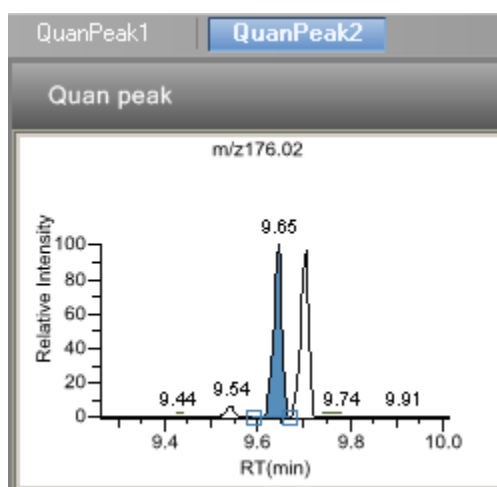 QuanPeak1 QuanPeak2
Quan peak
m/z176.02
9.65
Relative Intensity
100
80
60
40
20
0
9.44 9.54 9.74 9.91
9.4 9.6 9.8 10.0
RT(min)